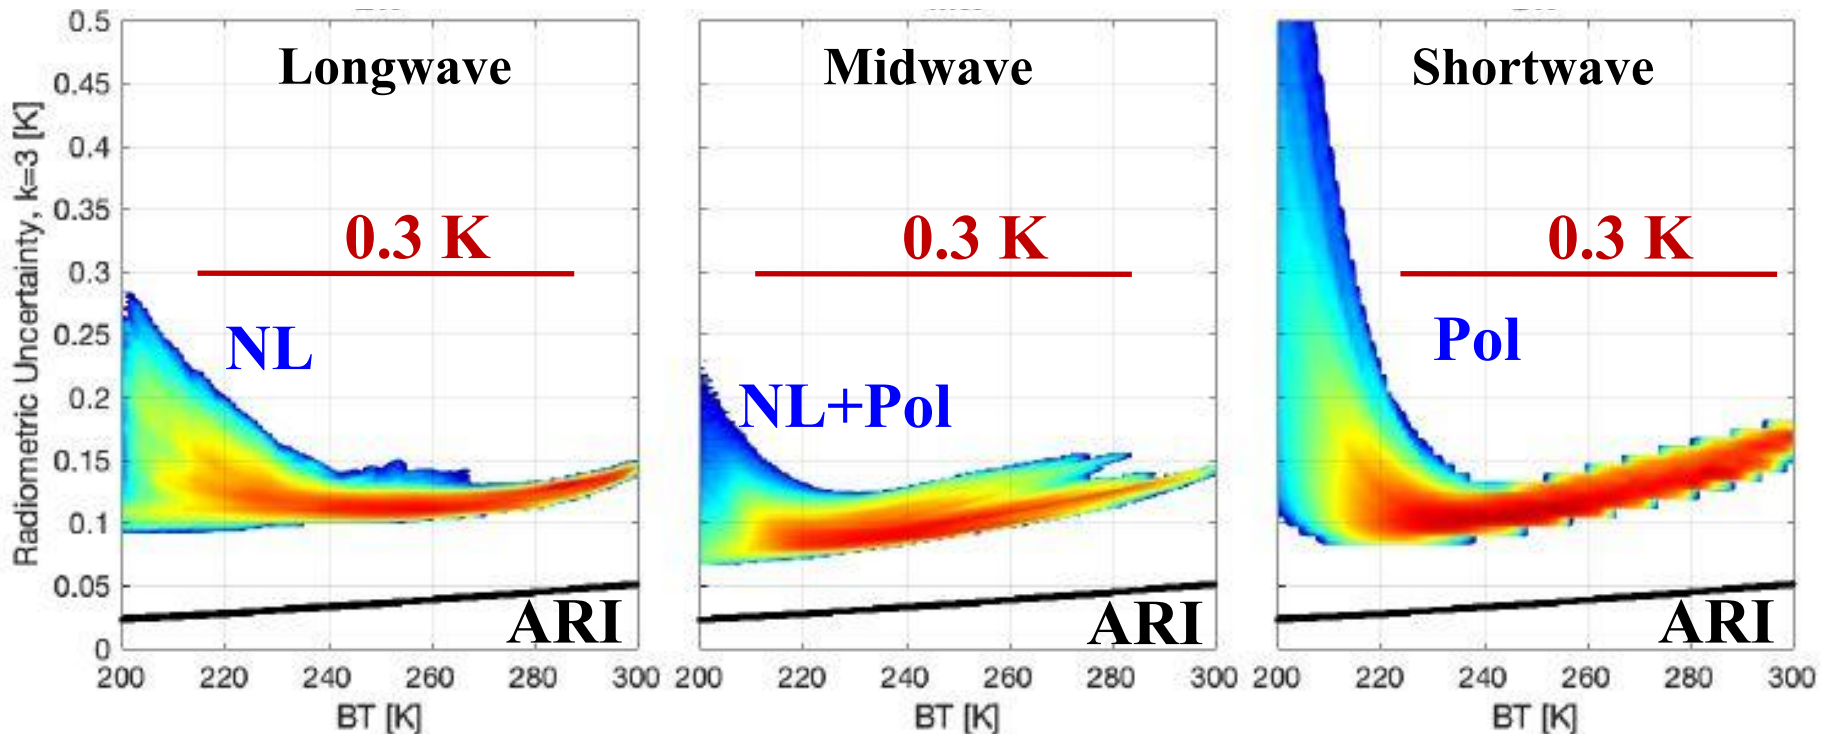 Longwave
Midwave
Shortwave
Radiometric Uncertainty, k=3 [K]
0.5
0.45
0.4
0.35
0.3
0.25
0.2
0.15
0.1
0.05
0
0.3 K
0.3 K
0.3 K
NL
NL+Pol
Pol
ARI
ARI
ARI
200 220 240 260 280 300
200 220 240 260 280 300
200 220 240 260 280 300
BT [K]
BT [K]
BT [K]